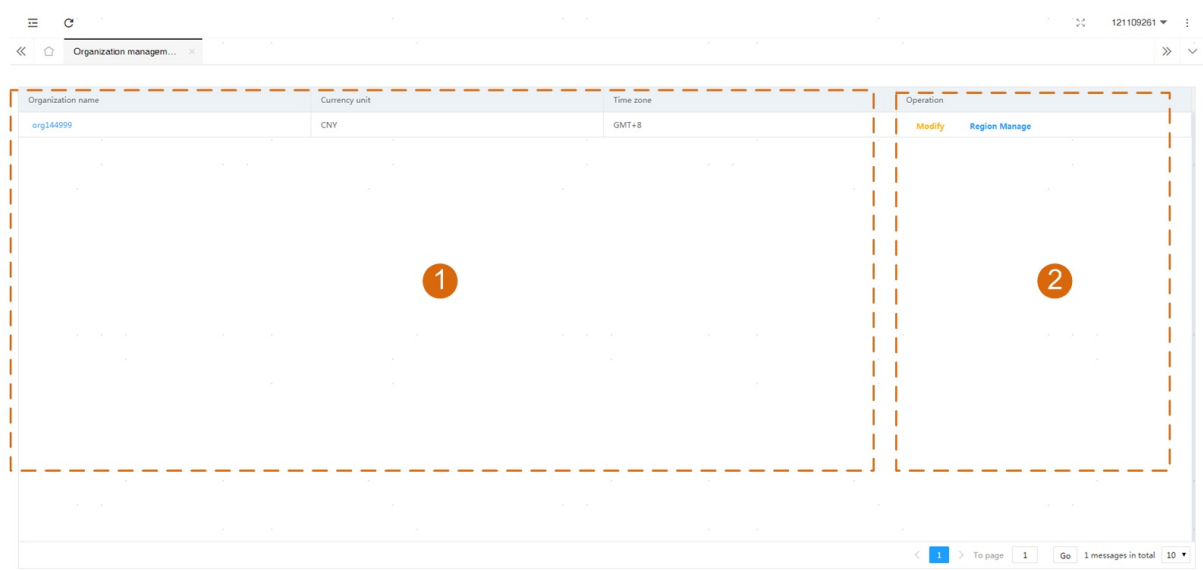 121109261
Organization managem...
Organization name Currency unit Time zone Operation
org144999 CNY GMT+8 Modify Region Manage
1 2
1 To page 1 Go 1 messages in total 10